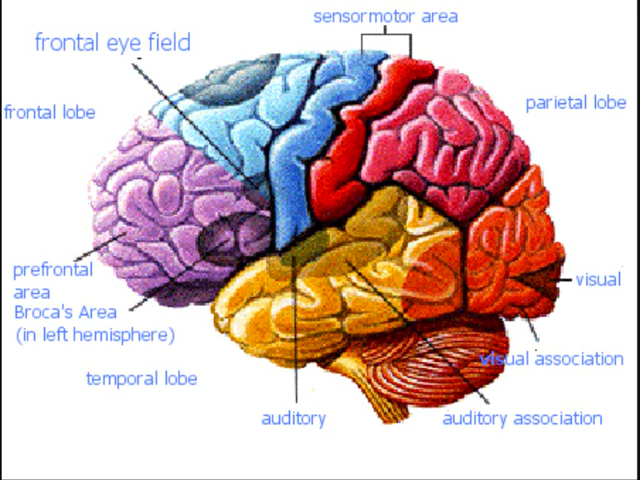 sensormotor area
frontal eye field
frontal lobe
parietal lobe
prefrontal
area
Broca's Area
(in left hemisphere)
visual
visual association
temporal lobe
auditory
auditory association